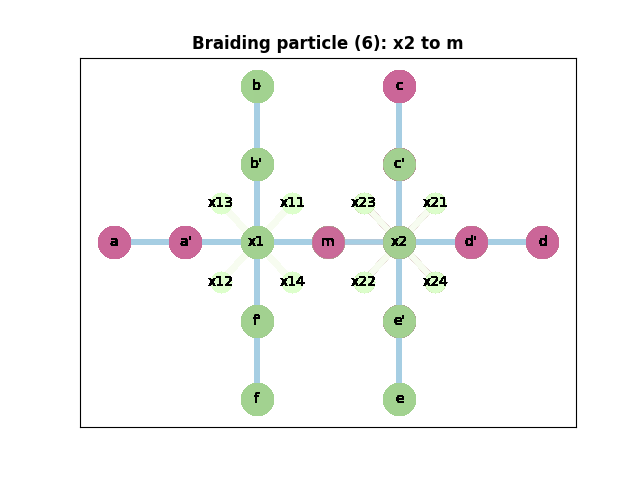 Braiding particle (6): x2 to m
b c
b' c'
x13 x11 x23 x21
a a' x1 m x2 d' d
x12 x14 x22 x24
f' e'
f e